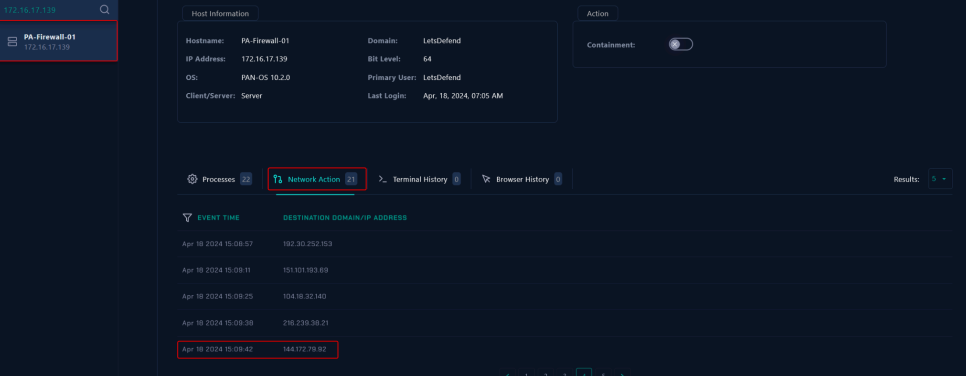 172.16.17.139
PA-Firewall-01
172.16.17.139
Host Information
Hostname: PA-Firewall-01 Domain: LetsDefend
IP Address: 172.16.17.139 Bit Level: 64
OS: PAN-OS 10.2.0 Primary User: LetsDefend
Client/Server: Server Last Login: Apr, 18, 2024, 07:05 AM
Action
Containment:
Processes 22 Network Action 21 Terminal History 0 Browser History 0 Results: 5
EVENT TIME DESTINATION DOMAIN/IP ADDRESS
Apr 18 2024 15:08:57 192.30.252.153
Apr 18 2024 15:09:11 151.101.193.69
Apr 18 2024 15:09:25 104.18.32.140
Apr 18 2024 15:09:36 216.239.38.21
Apr 18 2024 15:09:42 144.172.79.92
< 1 2 3 4 5 >